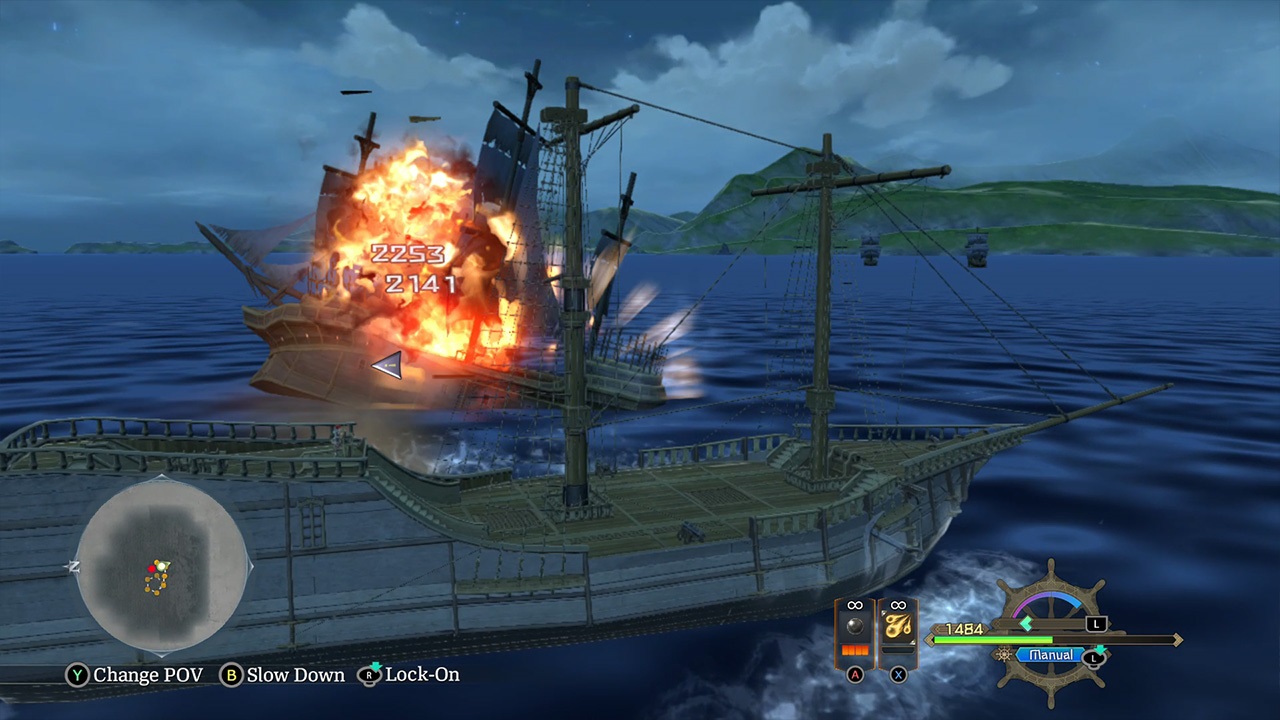 2253
2141
Z
∞ ∞
L
1484
Manual L
A X
Y Change POV B Slow Down R Lock-On